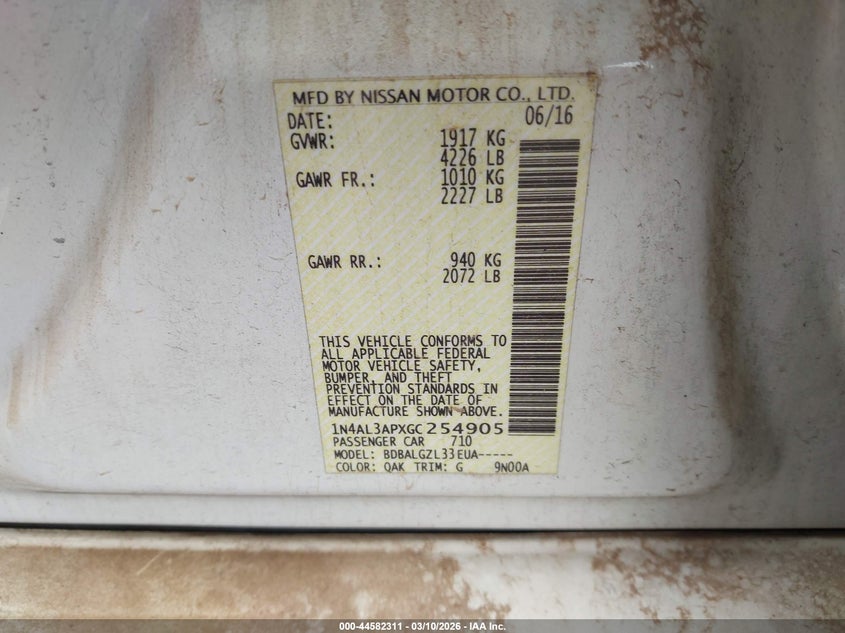 MFD BY NISSAN MOTOR CO., LTD.
DATE: 06/16
GVWR: 1917 KG
4226 LB
GAWR FR.: 1010 KG
2227 LB
GAWR RR.: 940 KG
2072 LB
THIS VEHICLE CONFORMS TO
ALL APPLICABLE FEDERAL
MOTOR VEHICLE SAFETY,
BUMPER, AND THEFT
PREVENTION STANDARDS IN
EFFECT ON THE DATE OF
MANUFACTURE SHOWN ABOVE.
1N4AL3APXGC254905
PASSENGER CAR 710
MODEL: BDBALGZL33EUA-----
COLOR: QAK TRIM: G 9N00A
000-44582311 - 03/10/2026 - IAA, Inc.